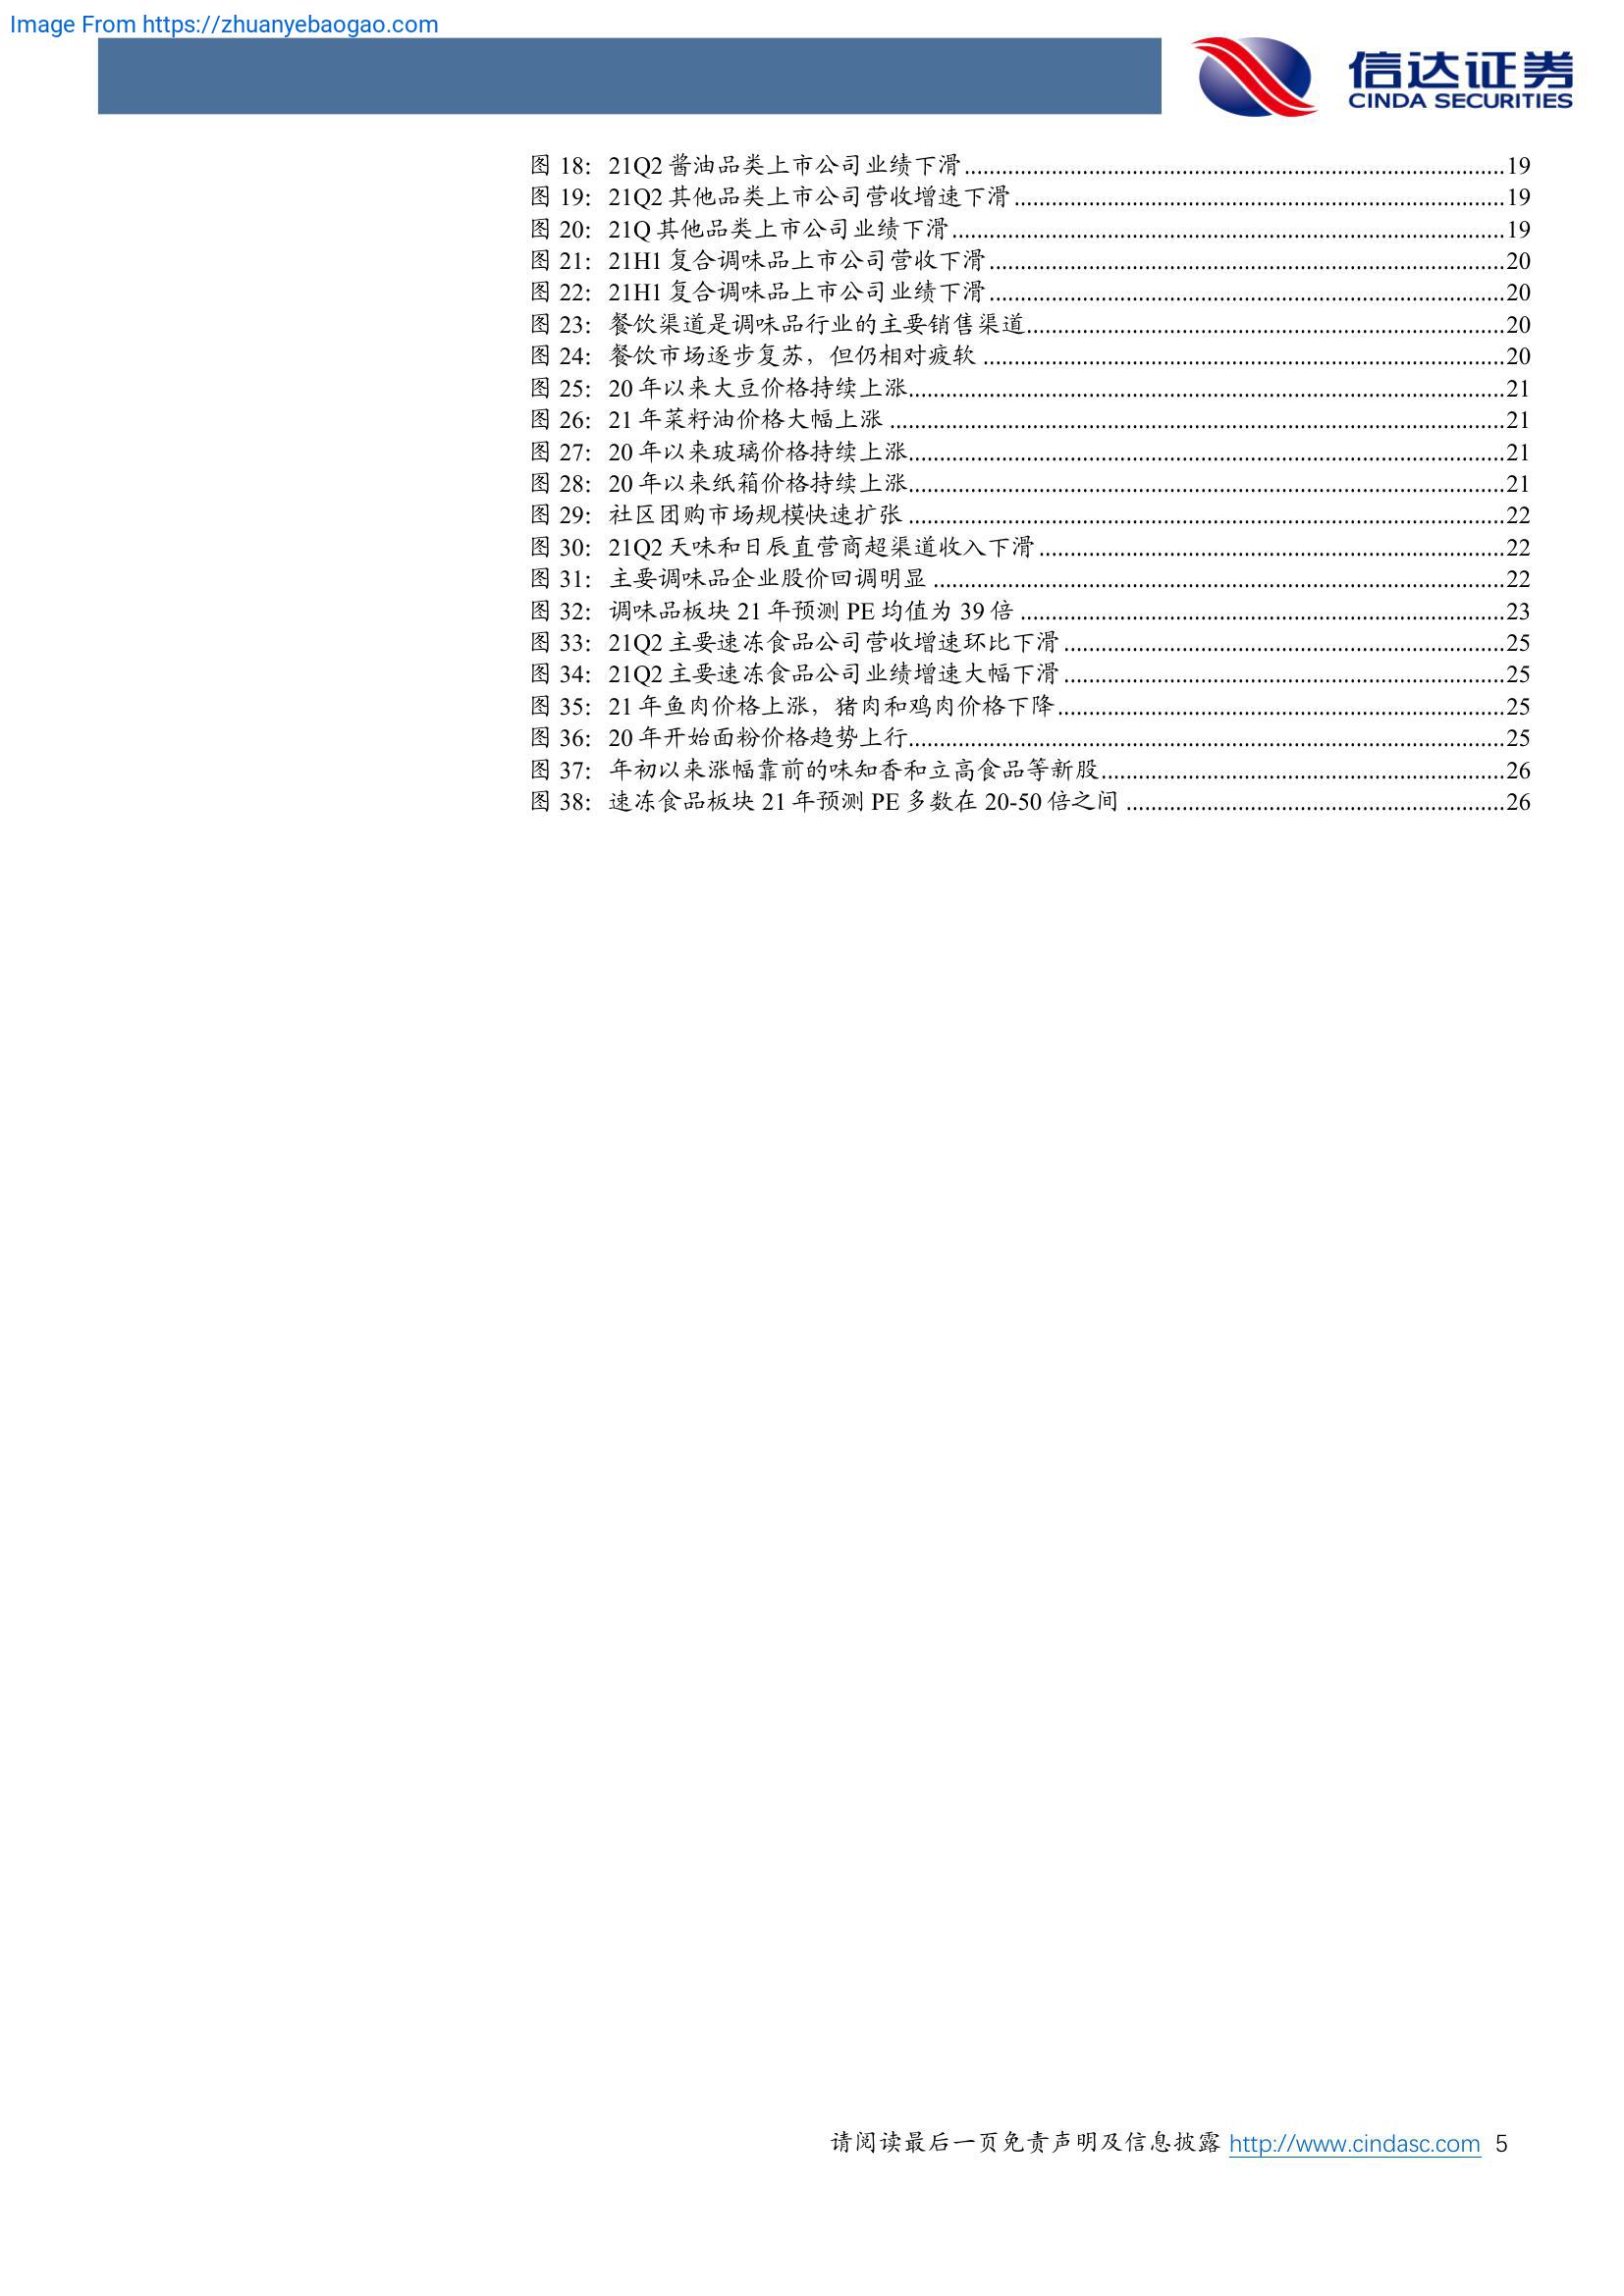 Image From https://zhuanyebaogao.com
信达证券
CINDA SECURITIES
图 18：21Q2 酱油品类上市公司业绩下滑......19
图 19：21Q2 其他品类上市公司营收增速下滑......19
图 20：21Q 其他品类上市公司业绩下滑......19
图 21：21H1 复合调味品上市公司营收下滑......20
图 22：21H1 复合调味品上市公司业绩下滑......20
图 23：餐饮渠道是调味品行业的主要销售渠道......20
图 24：餐饮市场逐步复苏，但仍相对疲软......20
图 25：20 年以来大豆价格持续上涨......21
图 26：21 年菜籽油价格大幅上涨......21
图 27：20 年以来玻璃价格持续上涨......21
图 28：20 年以来纸箱价格持续上涨......21
图 29：社区团购市场规模快速扩张......22
图 30：21Q2 天味和日辰直营商超渠道收入下滑......22
图 31：主要调味品企业股价回调明显......22
图 32：调味品板块 21 年预测 PE 均值为 39 倍......23
图 33：21Q2 主要速冻食品公司营收增速环比下滑......25
图 34：21Q2 主要速冻食品公司业绩增速大幅下滑......25
图 35：21 年鱼肉价格上涨，猪肉和鸡肉价格下降......25
图 36：20 年开始面粉价格趋势上行......25
图 37：年初以来涨幅靠前的味知香和立高食品等新股......26
图 38：速冻食品板块 21 年预测 PE 多数在 20-50 倍之间......26
请阅读最后一页免责声明及信息披露 http://www.cindasc.com 5